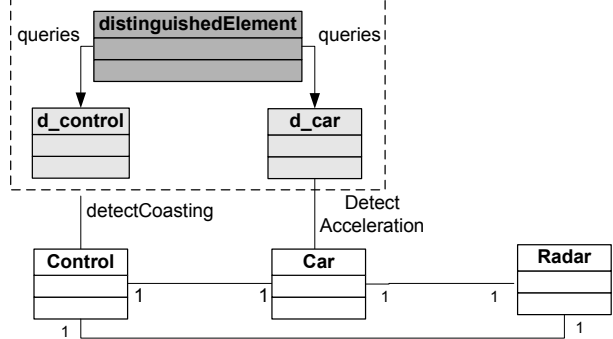 distinguishedElement
queries
queries
d_control
d_car
detectCoasting
Detect
Acceleration
Control
Car
Radar
1
1
1
1
1
1